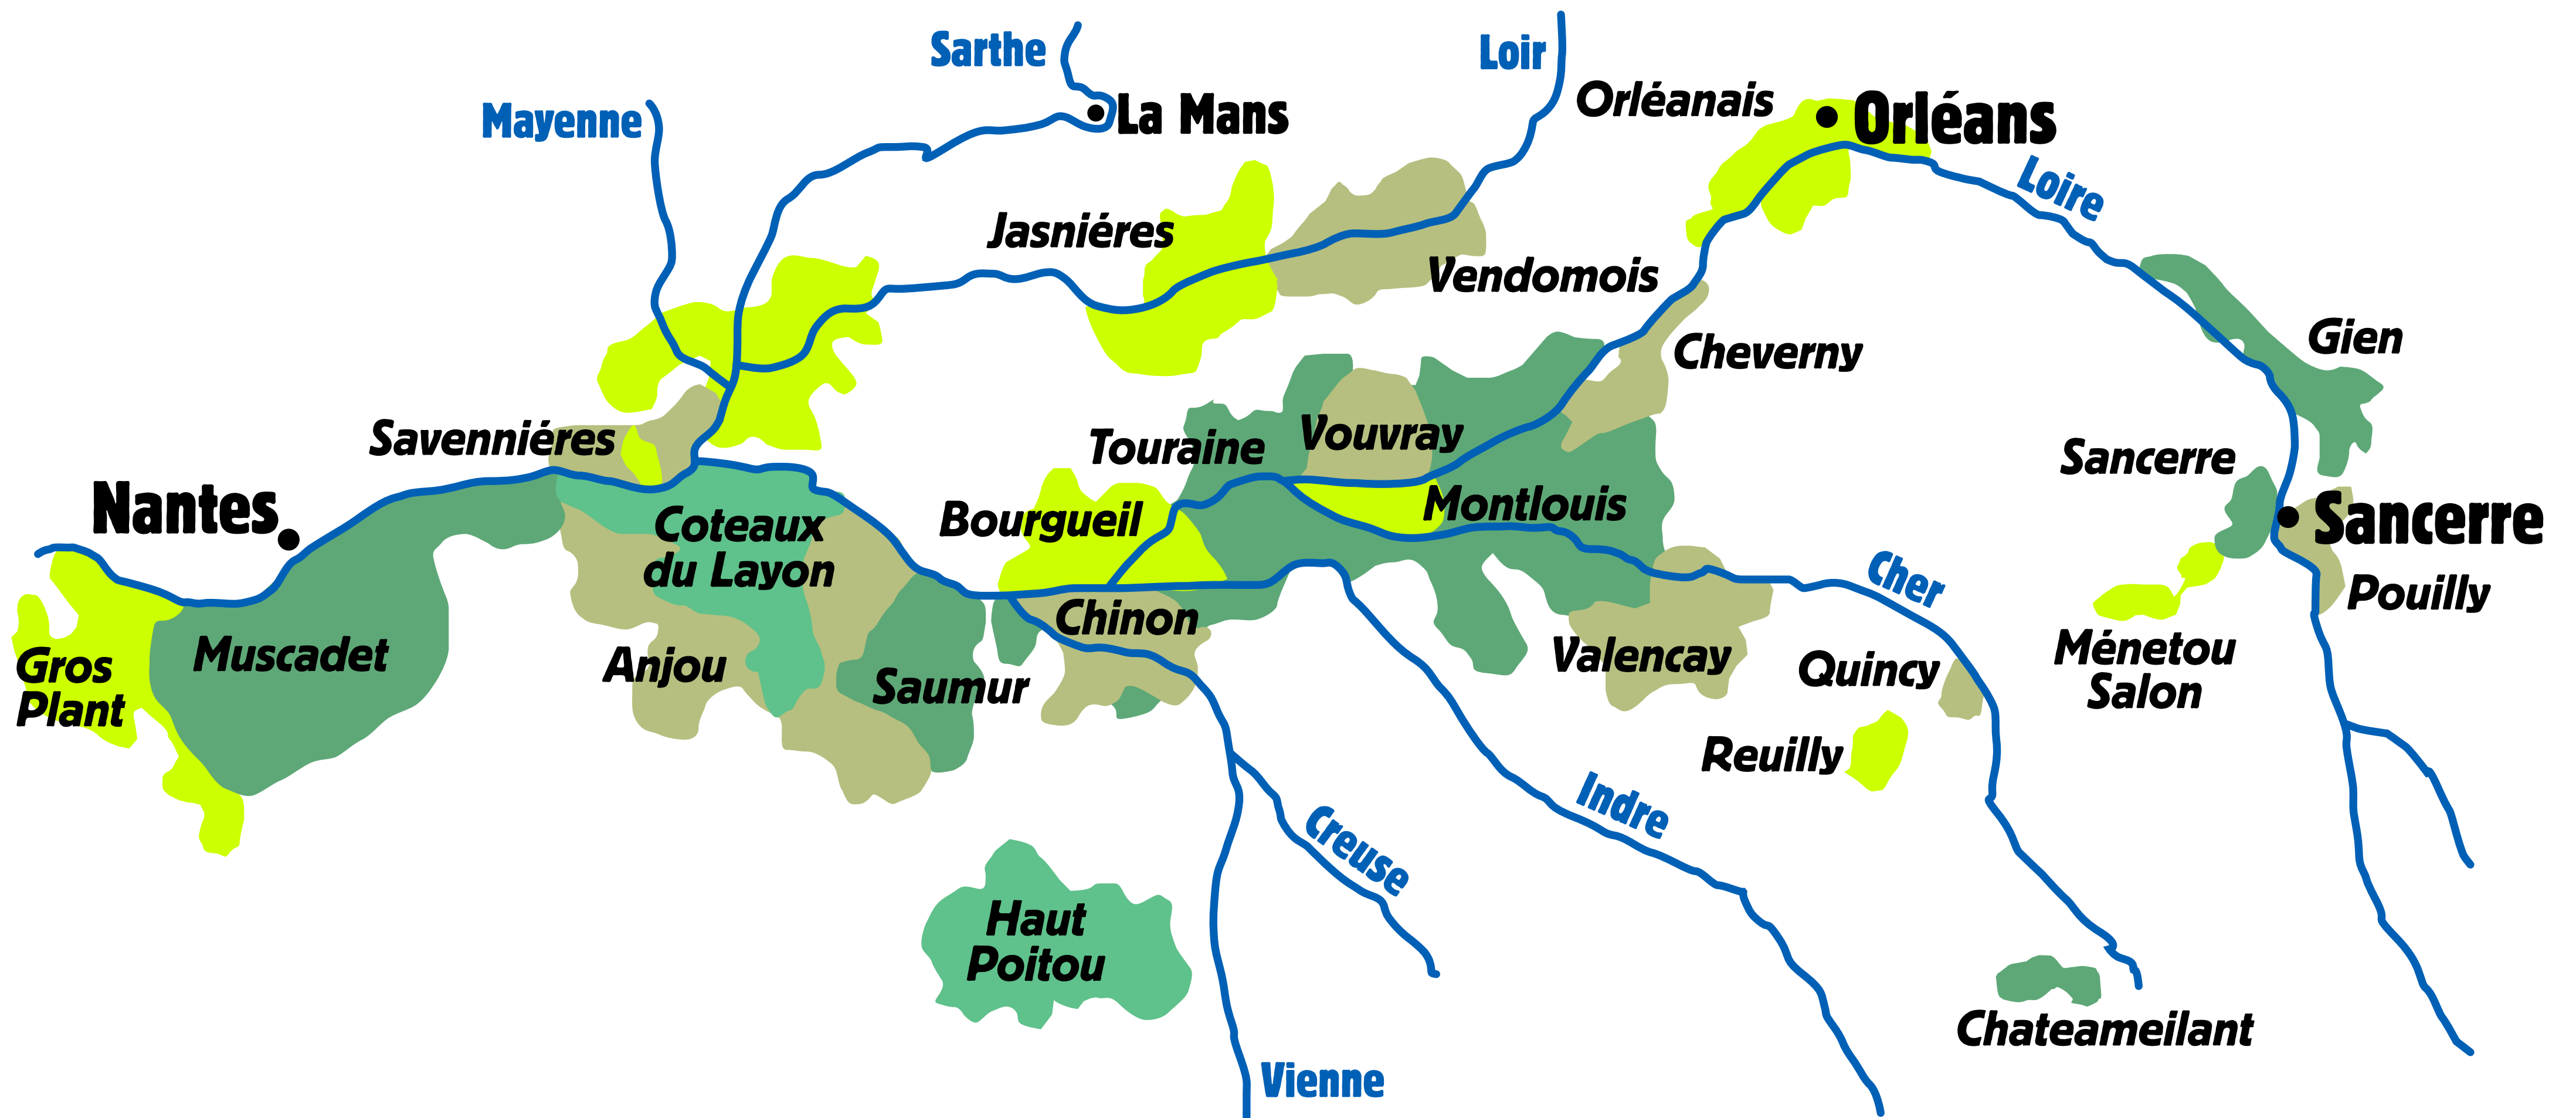 Sarthe
Loir
Mayenne
La Mans
Orléanais
Orléans
Loire
Jasniéres
Vendomois
Cheverny
Gien
Savenniéres
Touraine
Vouvray
Sancerre
Nantes
Bourgueil
Montlouis
Sancerre
Coteaux
du Layon
Cher
Pouilly
Chinon
Muscadet
Gros
Plant
Anjou
Saumur
Valencay
Quincy
Ménetou
Salon
Reuilly
Indre
Creuse
Haut
Poitou
Chateameilant
Vienne